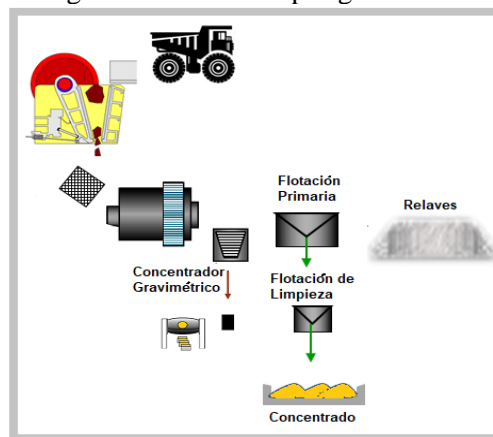 Flotación
Primaria
Relaves
Concentrador
Gravimétrico
Flotación de
Limpieza
Concentrado